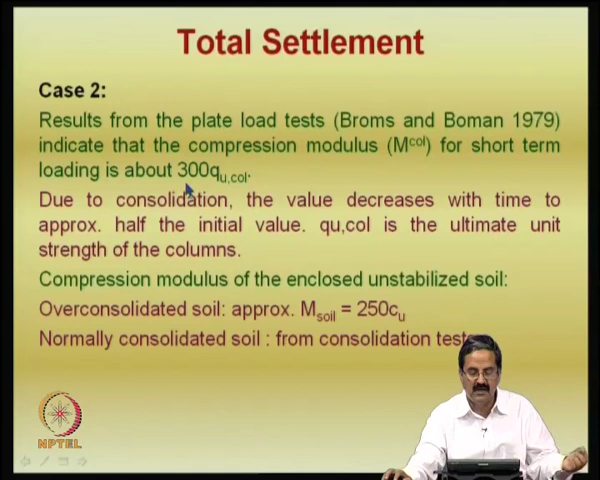 Total Settlement
Case 2:
Results from the plate load tests (Broms and Boman 1979)
indicate that the compression modulus (Mcol) for short term
loading is about 300qu,col.
Due to consolidation, the value decreases with time to
approx. half the initial value. qu,col is the ultimate unit
strength of the columns.
Compression modulus of the enclosed unstabilized soil:
Overconsolidated soil: approx. Msoil = 250cu
Normally consolidated soil : from consolidation tests
NPTEL